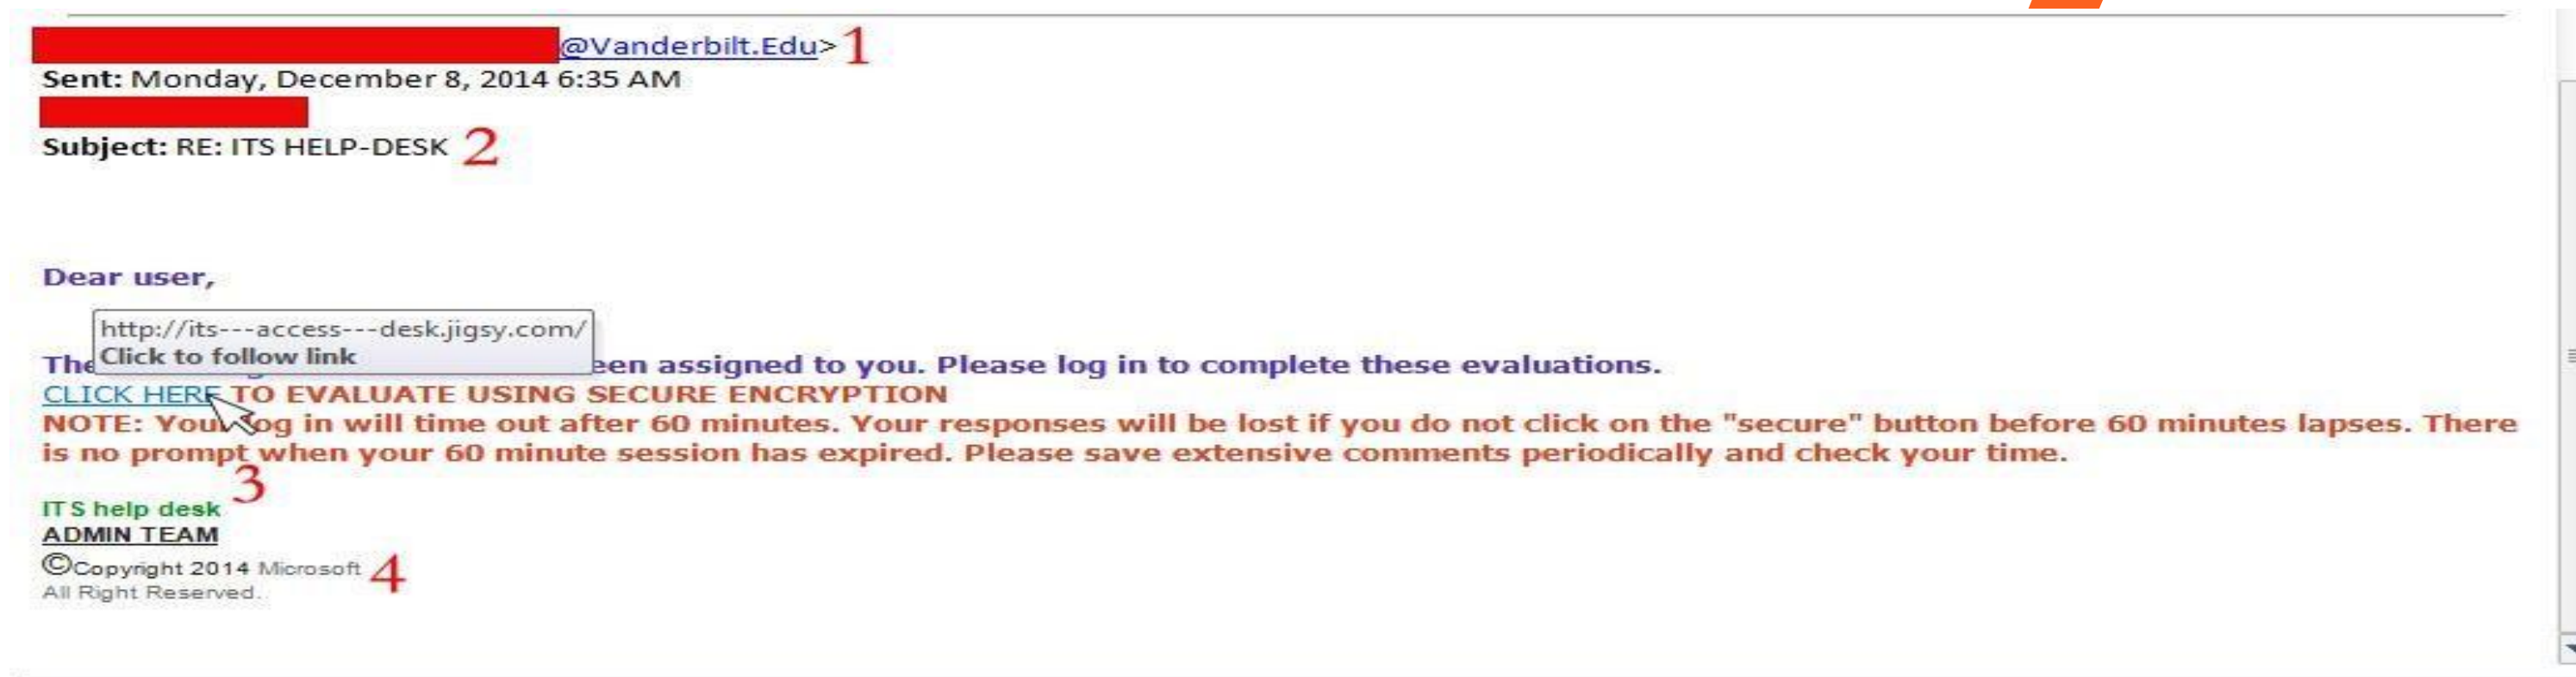 @Vanderbilt.Edu> 1
Sent: Monday, December 8, 2014 6:35 AM
Subject: RE: ITS HELP-DESK 2
Dear user,
http://its---access---desk.jigsy.com/
Click to follow link
The een assigned to you. Please log in to complete these evaluations.
CLICK HERE TO EVALUATE USING SECURE ENCRYPTION
NOTE: Your log in will time out after 60 minutes. Your responses will be lost if you do not click on the "secure" button before 60 minutes lapses. There
is no prompt when your 60 minute session has expired. Please save extensive comments periodically and check your time.
3
ITS help desk
ADMIN TEAM
©Copyright 2014 Microsoft 4
All Right Reserved.